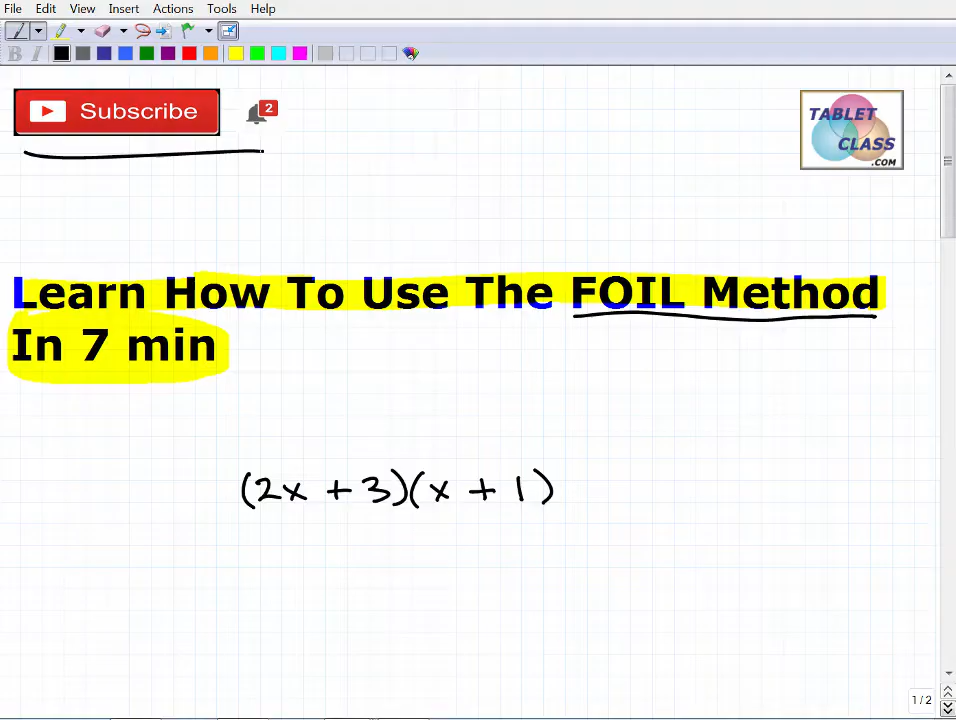 File Edit View Insert Actions Tools Help
B I
Subscribe 2
TABLET
CLASS
.COM
Learn How To Use The FOIL Method
In 7 min
(2x + 3)(x + 1)
1 / 2